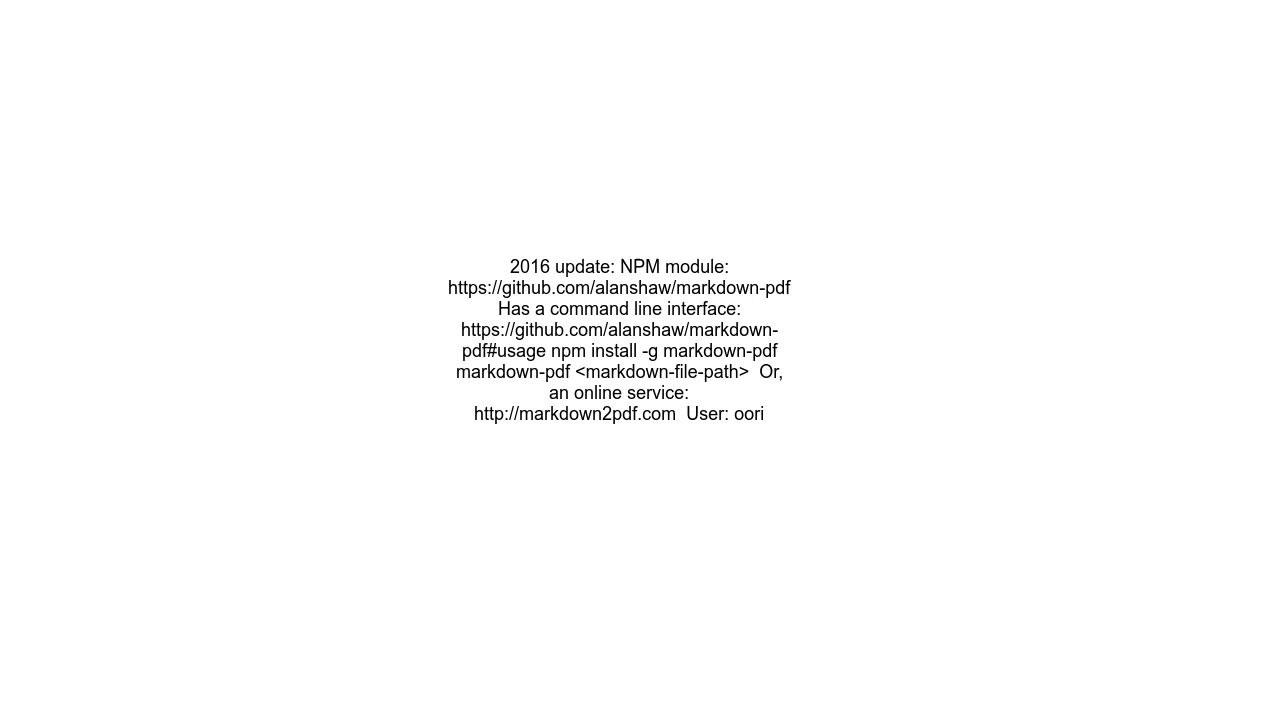 2016 update: NPM module:
https://github.com/alanshaw/markdown-pdf
Has a command line interface:
https://github.com/alanshaw/markdown-
pdf#usage npm install -g markdown-pdf
markdown-pdf <markdown-file-path>  Or,
an online service:
http://markdown2pdf.com  User: oori